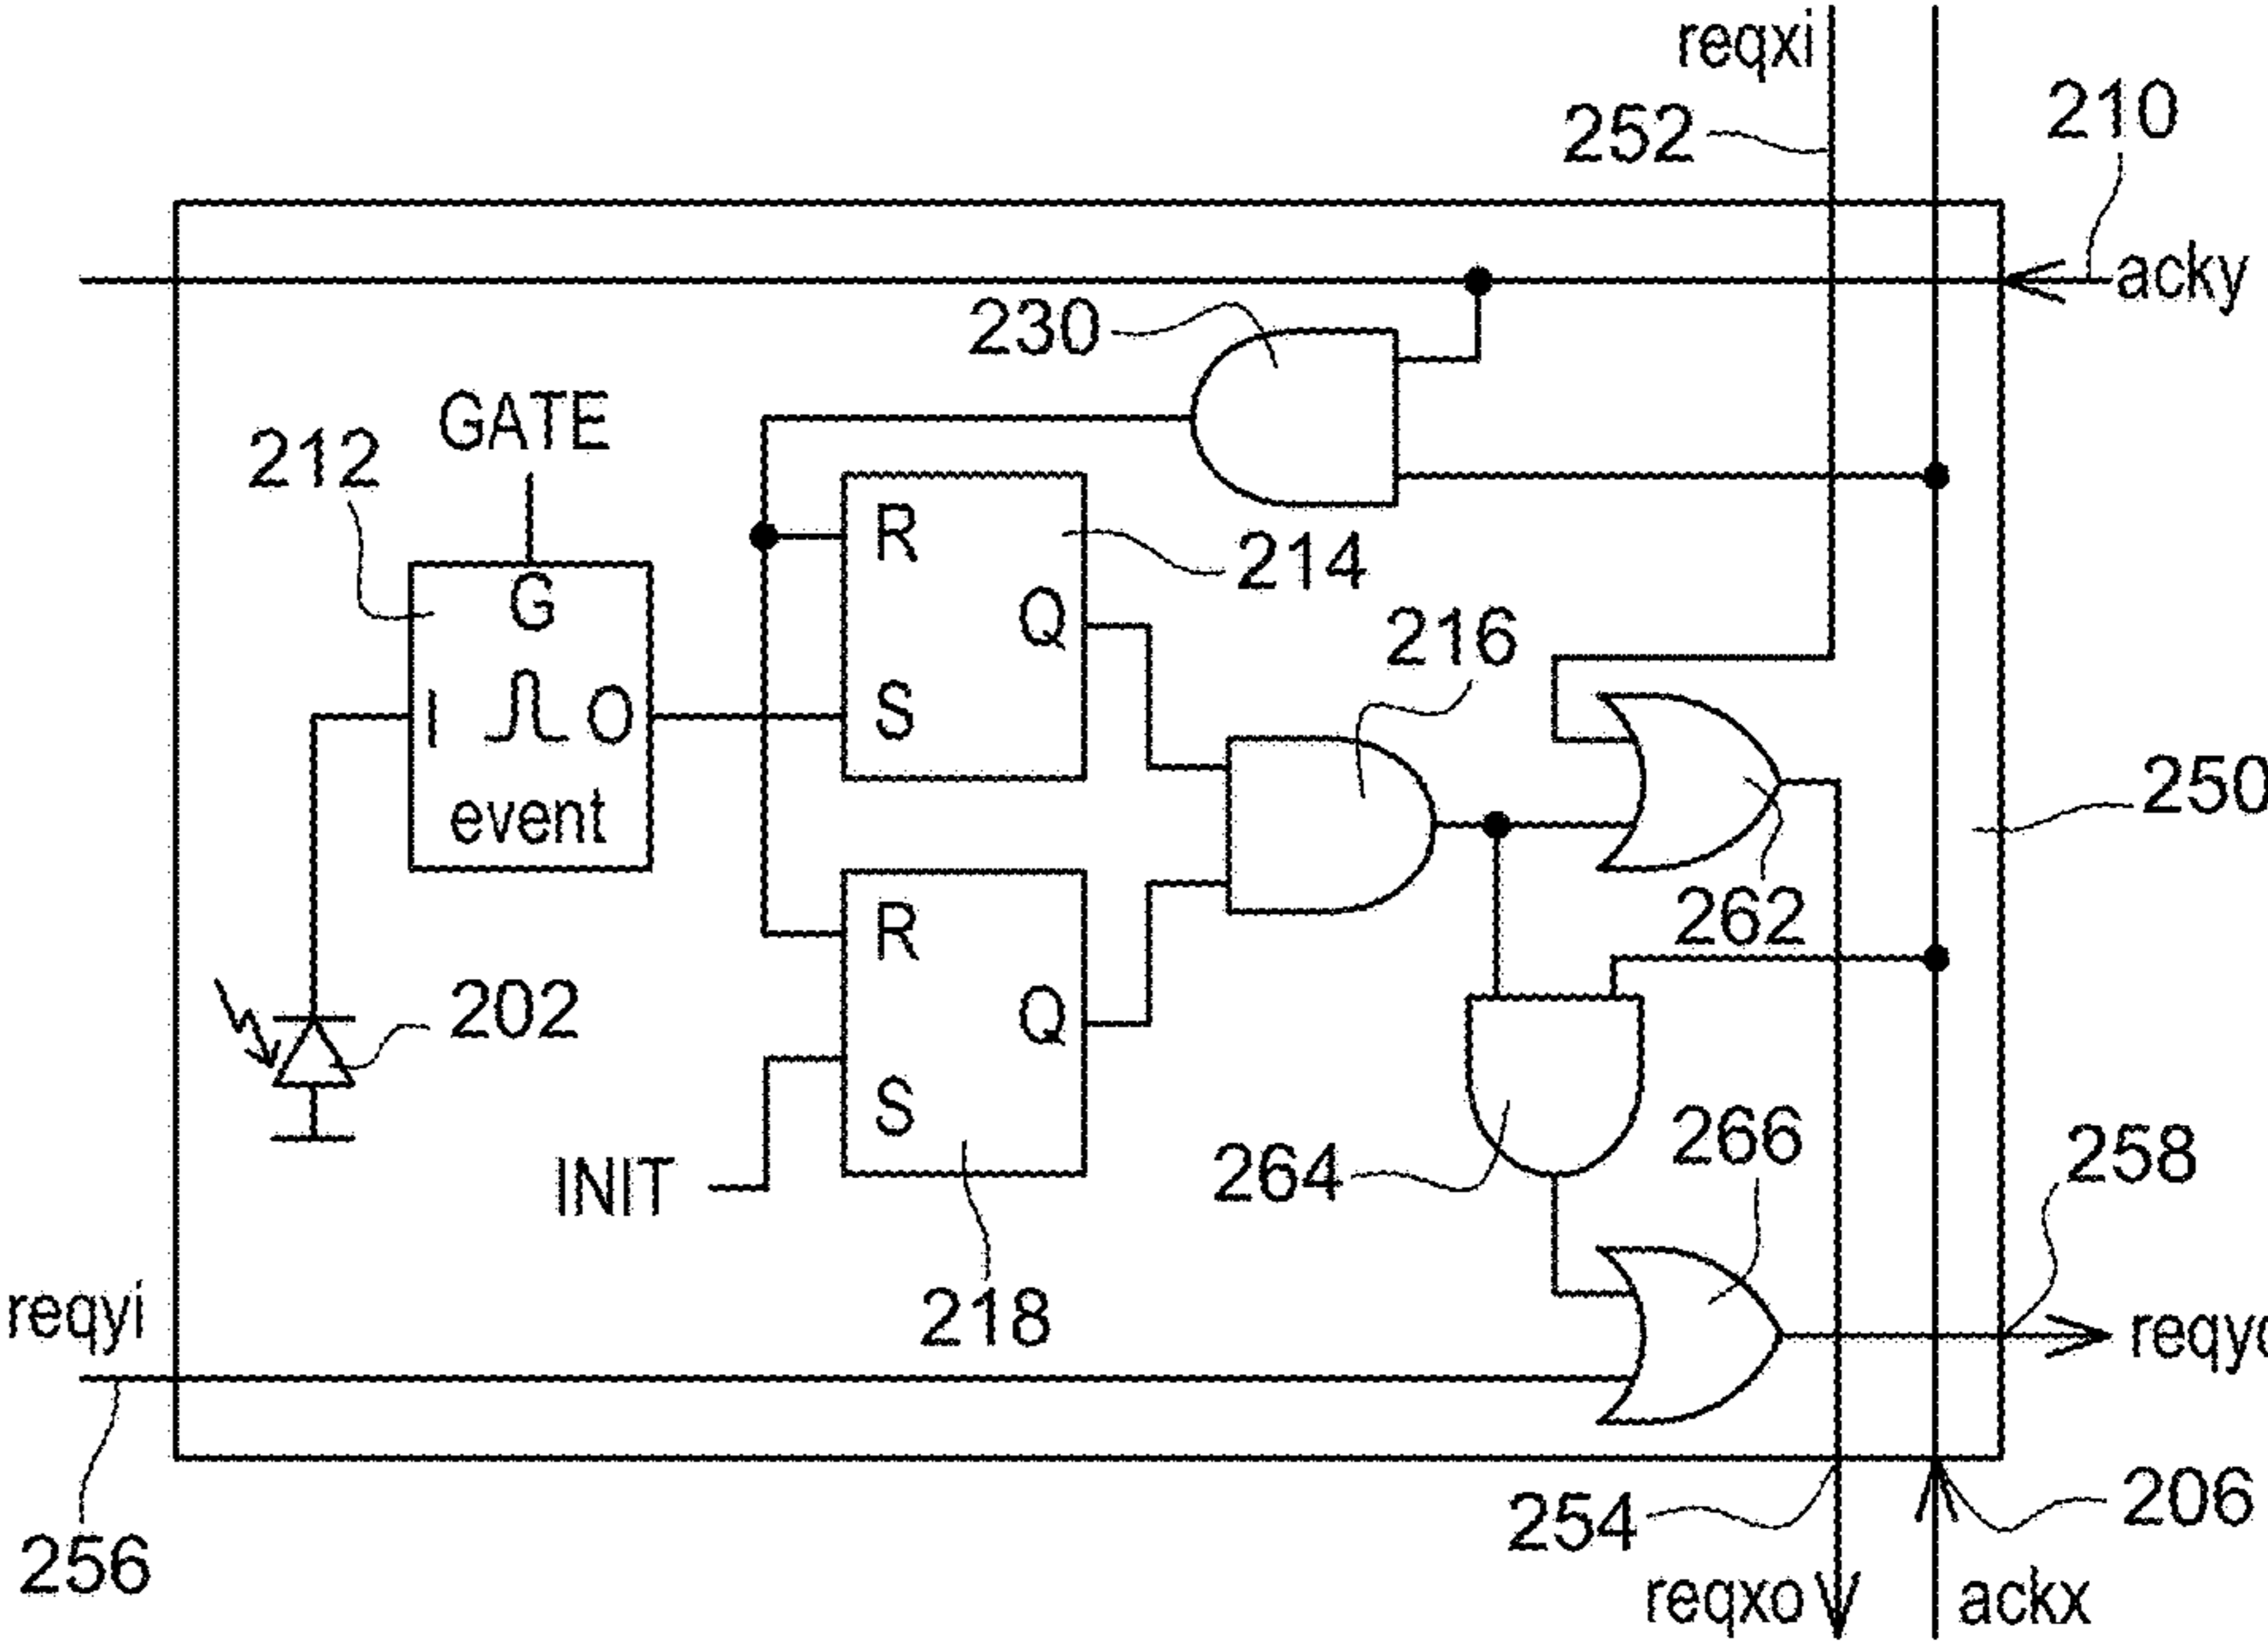 reqxi
252
210
acky
230
GATE
212
R
214
G
Q
216
I
O
S
event
250
262
R
202
Q
S
INIT
264
266
258
218
reqyi
reqyo
256
254
206
reqxo
ackx